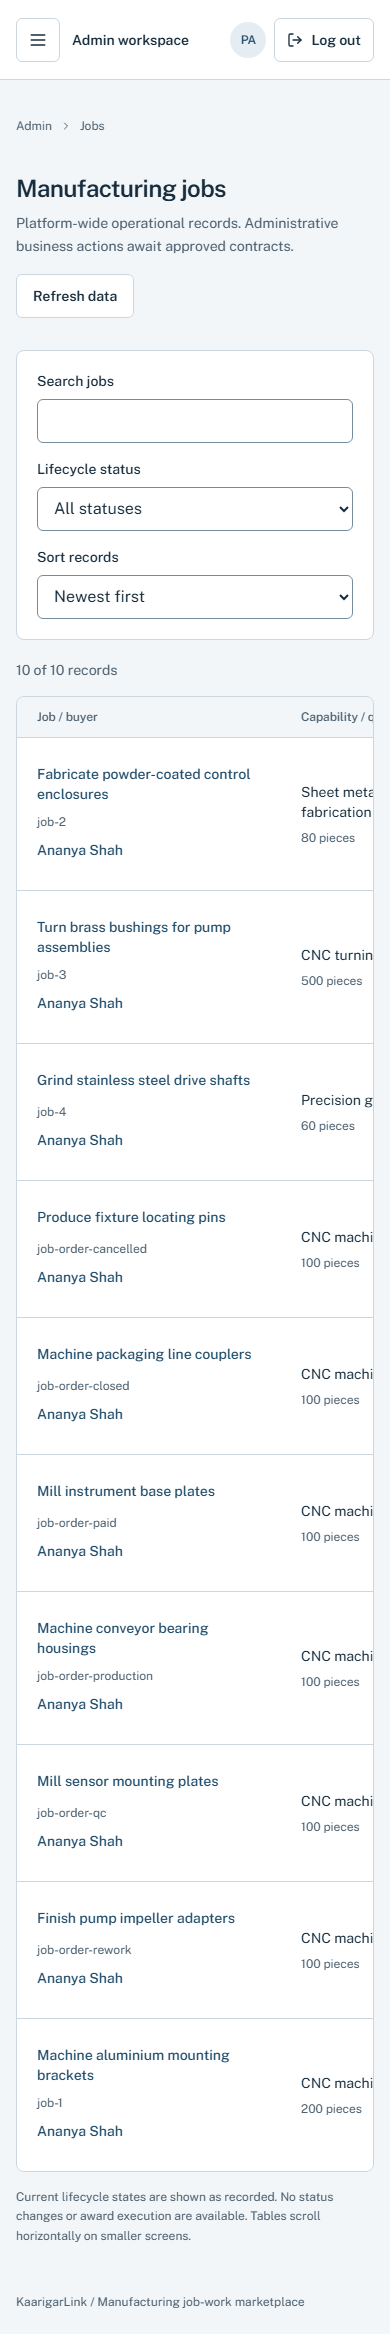 Admin workspace
PA
Log out
Admin > Jobs
Manufacturing jobs
Platform-wide operational records. Administrative
business actions await approved contracts.
Refresh data
Search jobs
Lifecycle status
All statuses
Sort records
Newest first
10 of 10 records
Job / buyer
Capability /
Fabricate powder-coated control
enclosures
job-2
Ananya Shah
Sheet meta
fabrication
80 pieces
Turn brass bushings for pump
assemblies
job-3
Ananya Shah
CNC turnin
500 pieces
Grind stainless steel drive shafts
job-4
Ananya Shah
Precision g
60 pieces
Produce fixture locating pins
job-order-cancelled
Ananya Shah
CNC machi
100 pieces
Machine packaging line couplers
job-order-closed
Ananya Shah
CNC machi
100 pieces
Mill instrument base plates
job-order-paid
Ananya Shah
CNC machi
100 pieces
Machine conveyor bearing
housings
job-order-production
Ananya Shah
CNC machi
100 pieces
Mill sensor mounting plates
job-order-qc
Ananya Shah
CNC machi
100 pieces
Finish pump impeller adapters
job-order-rework
Ananya Shah
CNC machi
100 pieces
Machine aluminium mounting
brackets
job-1
Ananya Shah
CNC machi
200 pieces
Current lifecycle states are shown as recorded. No status
changes or award execution are available. Tables scroll
horizontally on smaller screens.
KaarigarLink / Manufacturing job-work marketplace